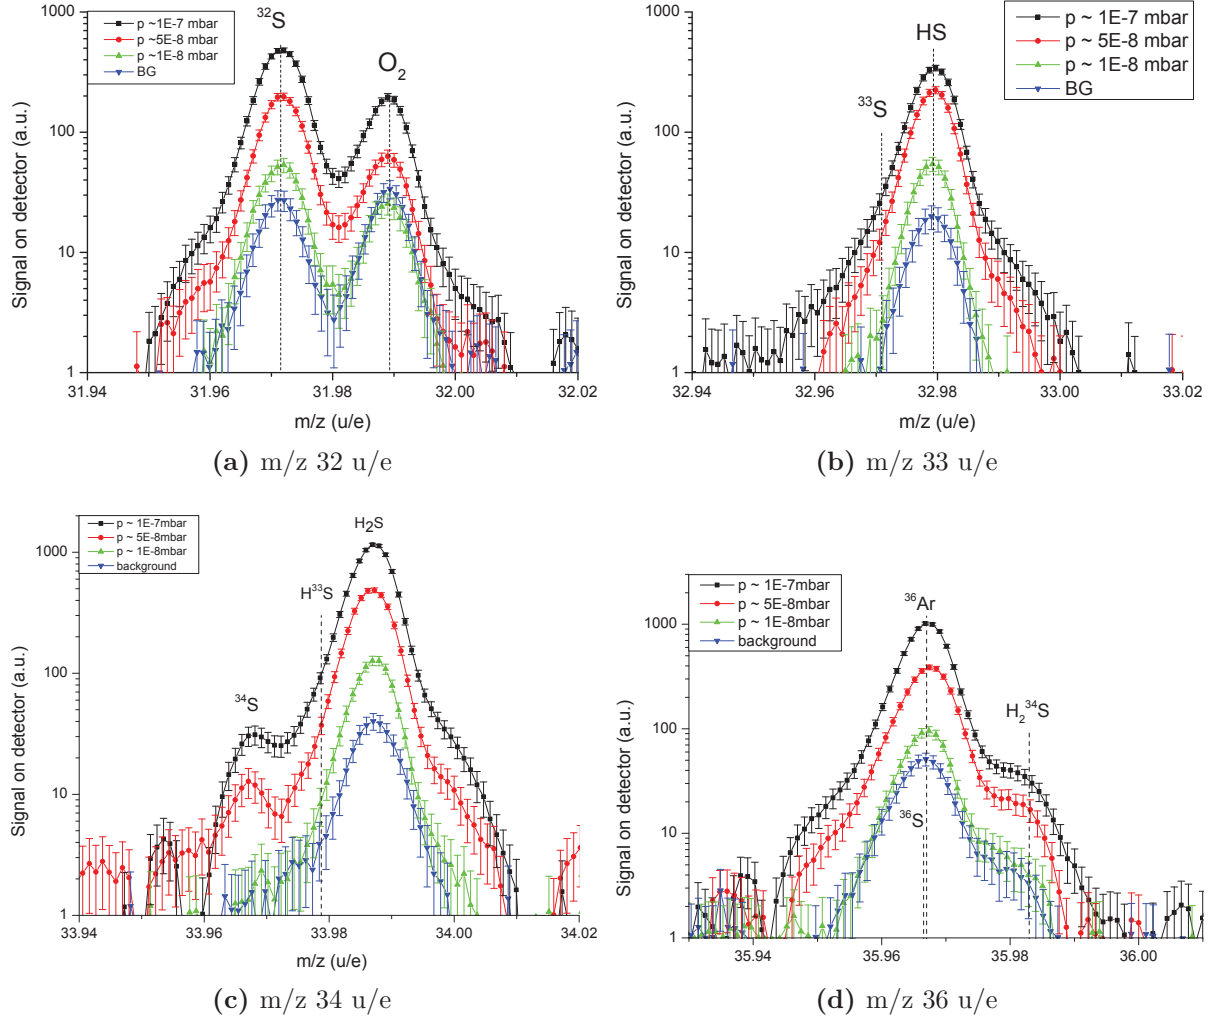 p ~1E-7 mbar
p ~5E-8 mbar
p ~1E-8 mbar
BG
³²S
O₂
1000
100
10
1
Signal on detector (a.u.)
31.94 31.96 31.98 32.00 32.02
m/z (u/e)
(a) m/z 32 u/e
p ~ 1E-7 mbar
p ~ 5E-8 mbar
p ~ 1E-8 mbar
BG
HS
³³S
1000
100
10
1
Signal on detector (a.u.)
32.94 32.96 32.98 33.00 33.02
m/z (u/e)
(b) m/z 33 u/e
p ~ 1E-7mbar
p ~ 5E-8mbar
p ~ 1E-8mbar
background
H₂S
H³³S
³⁴S
1000
100
10
1
Signal on detector (a.u.)
33.94 33.96 33.98 34.00 34.02
m/z (u/e)
(c) m/z 34 u/e
p ~ 1E-7mbar
p ~ 5E-8mbar
p ~ 1E-8mbar
background
³⁶Ar
H₂³⁴S
³⁶S
1000
100
10
1
Signal on detector (a.u.)
35.94 35.96 35.98 36.00
m/z (u/e)
(d) m/z 36 u/e